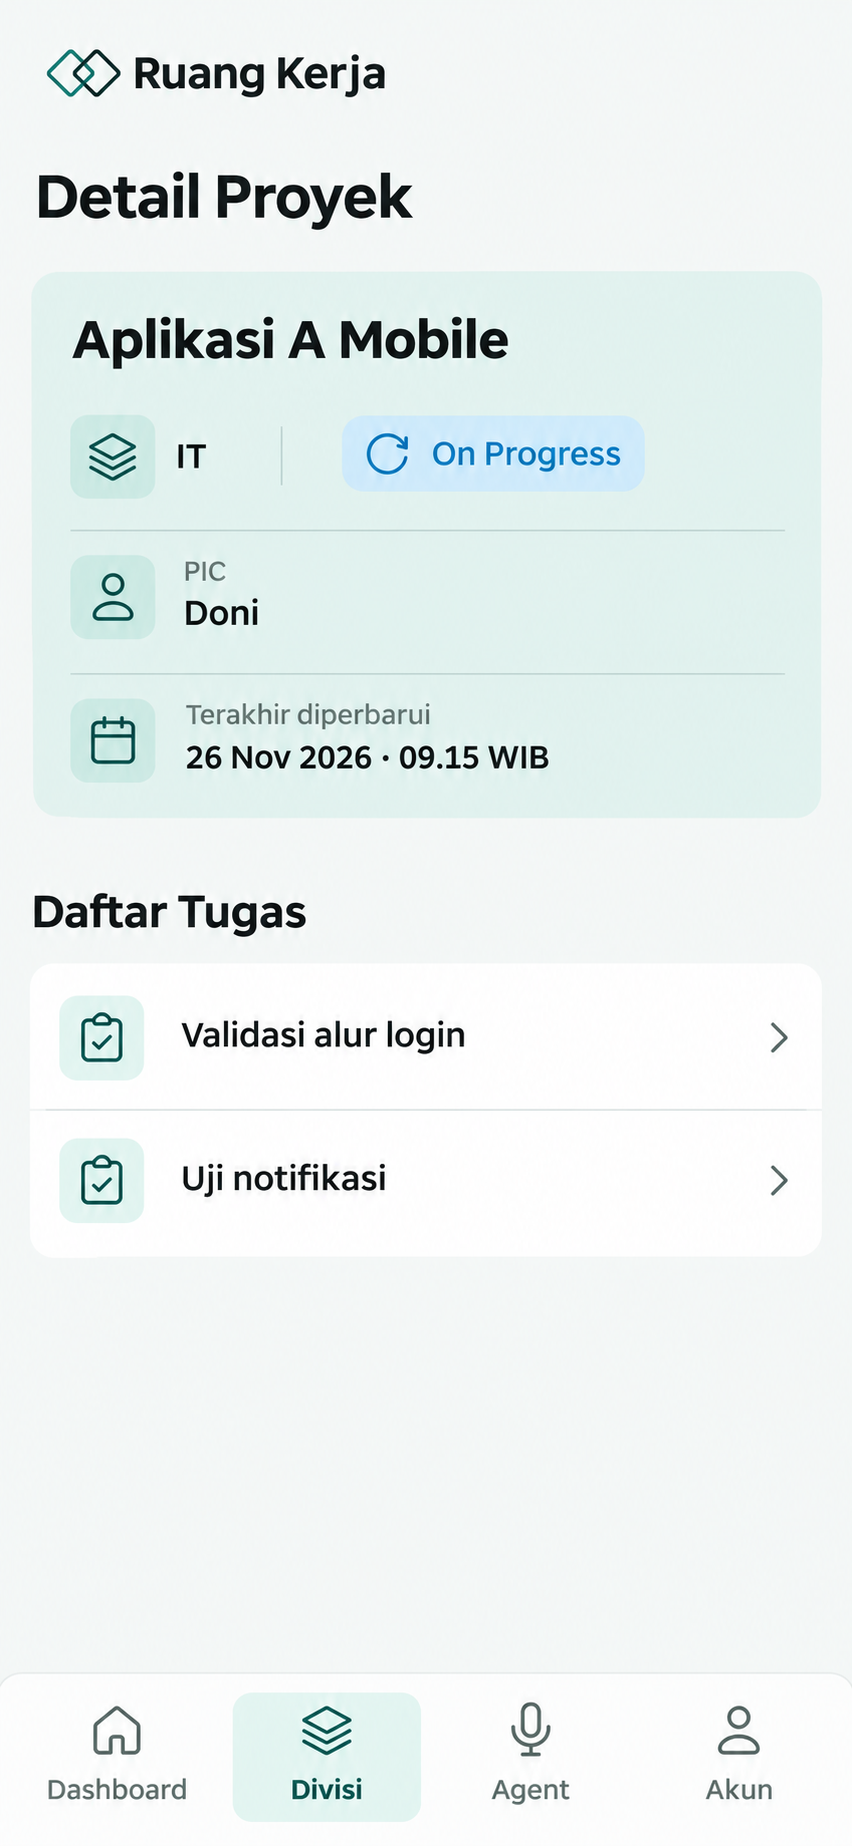 Ruang Kerja
Detail Proyek
Aplikasi A Mobile
IT
On Progress
PIC
Doni
Terakhir diperbarui
26 Nov 2026 · 09.15 WIB
Daftar Tugas
Validasi alur login
Uji notifikasi
Dashboard
Divisi
Agent
Akun